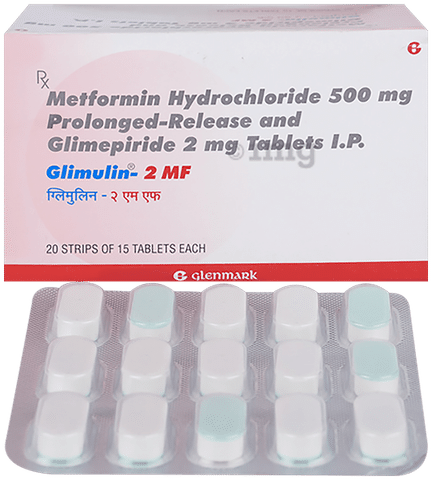 Rx
Metformin Hydrochloride 500 mg
Prolonged-Release and
Glimepiride 2 mg Tablets I.P.
Glimulin®- 2 MF
ग्लिमुलिन - २ एम एफ
20 STRIPS OF 15 TABLETS EACH
G glenmark